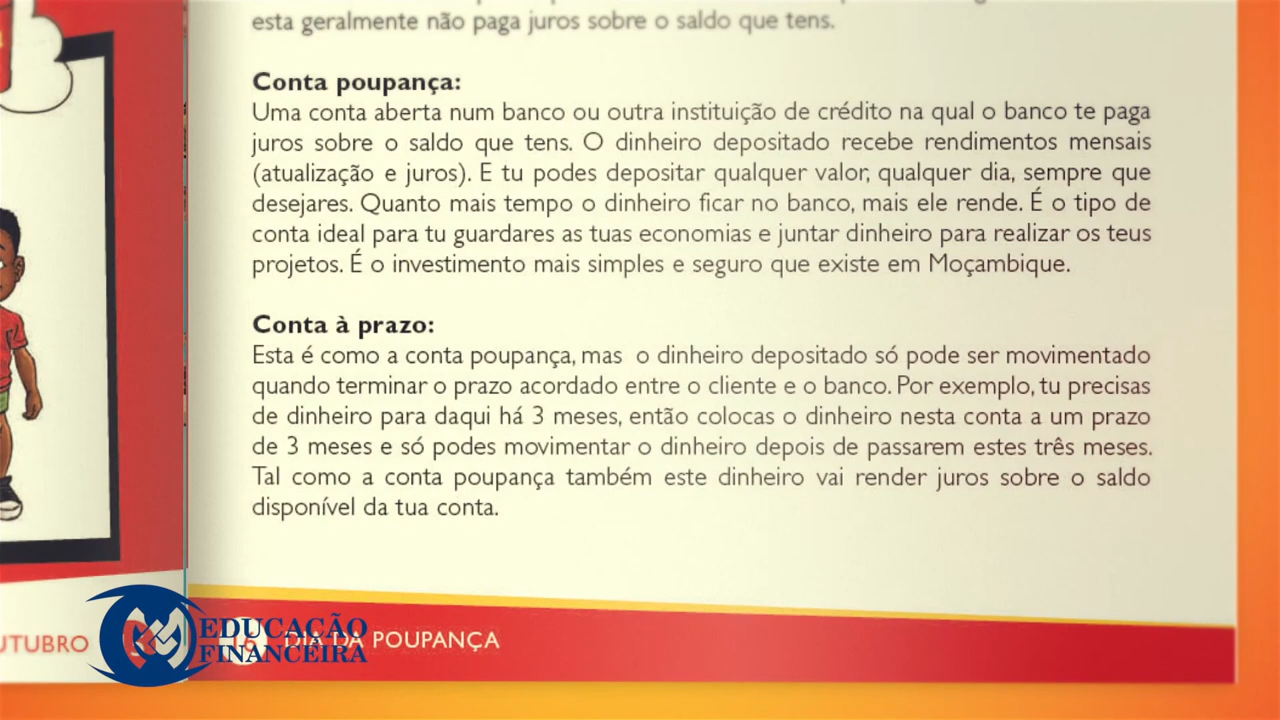 esta geralmente não paga juros sobre o saldo que tens.
Conta poupança:
Uma conta aberta num banco ou outra instituição de crédito na qual o banco te paga
juros sobre o saldo que tens. O dinheiro depositado recebe rendimentos mensais
(atualização e juros). E tu podes depositar qualquer valor, qualquer dia, sempre que
desejares. Quanto mais tempo o dinheiro ficar no banco, mais ele rende. É o tipo de
conta ideal para tu guardares as tuas economias e juntar dinheiro para realizar os teus
projetos. É o investimento mais simples e seguro que existe em Moçambique.
Conta à prazo:
Esta é como a conta poupança, mas o dinheiro depositado só pode ser movimentado
quando terminar o prazo acordado entre o cliente e o banco. Por exemplo, tu precisas
de dinheiro para daqui há 3 meses, então colocas o dinheiro nesta conta a um prazo
de 3 meses e só podes movimentar o dinheiro depois de passarem estes três meses.
Tal como a conta poupança também este dinheiro vai render juros sobre o saldo
disponível da tua conta.
UTUBRO
DIA DA POUPANÇA
EDUCAÇÃO
FINANCEIRA